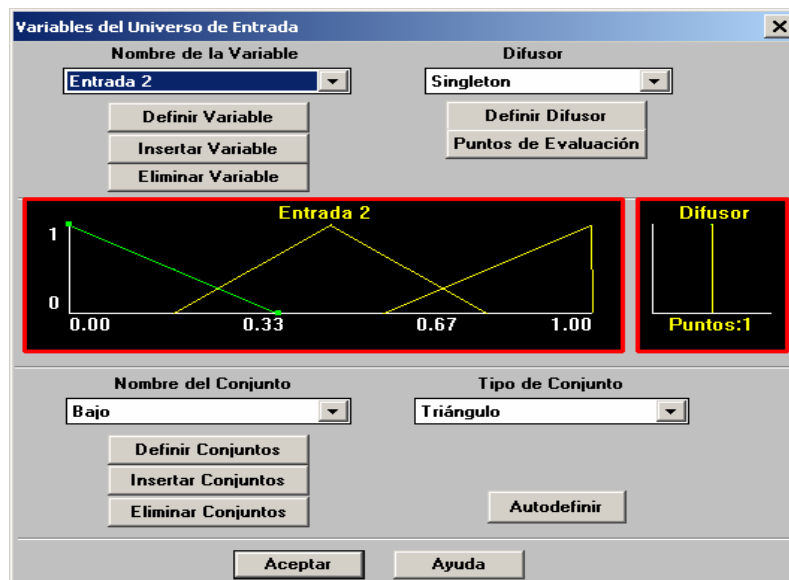 Variables del Universo de Entrada
Nombre de la Variable
Difusor
Entrada 2
Singleton
Definir Variable
Definir Difusor
Insertar Variable
Puntos de Evaluación
Eliminar Variable
Entrada 2
Difusor
1
0
0.00 0.33 0.67 1.00
Puntos:1
Nombre del Conjunto
Tipo de Conjunto
Bajo
Triángulo
Definir Conjuntos
Insertar Conjuntos
Eliminar Conjuntos
Autodefinir
Aceptar
Ayuda